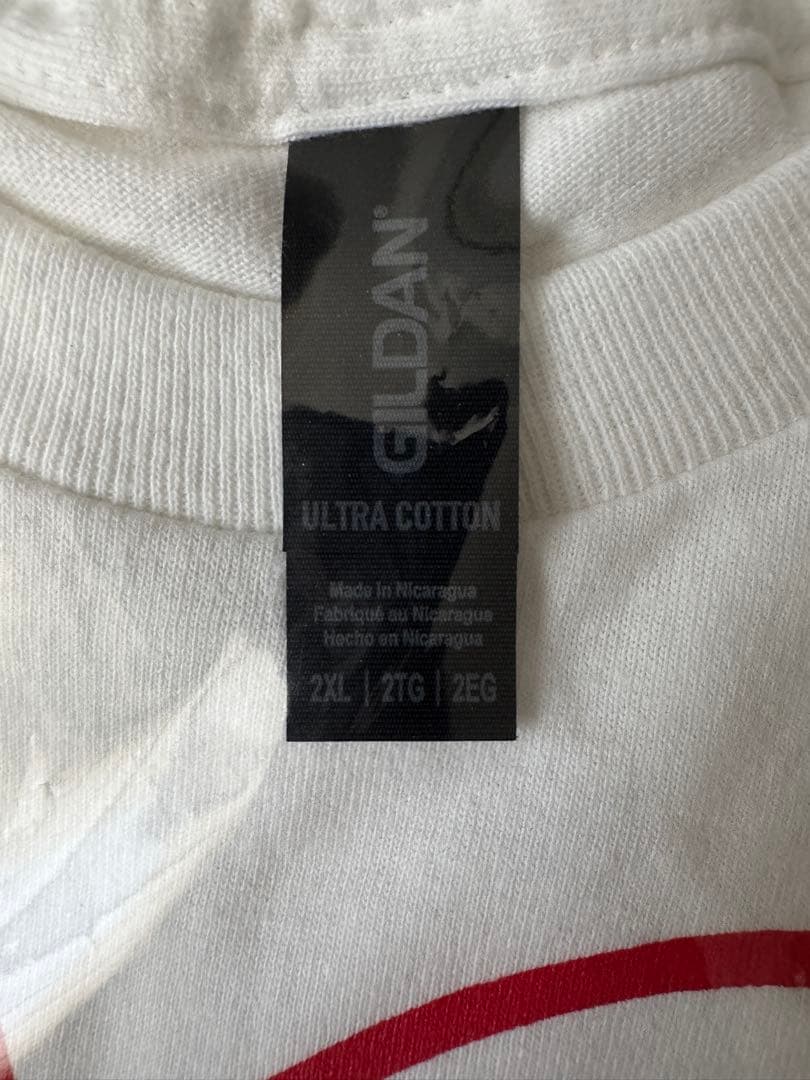 GILDAN®
ULTRA COTTON
Made in Nicaragua
Fabriqué au Nicaragua
Hecho en Nicaragua
2XL | 2TG | 2EG